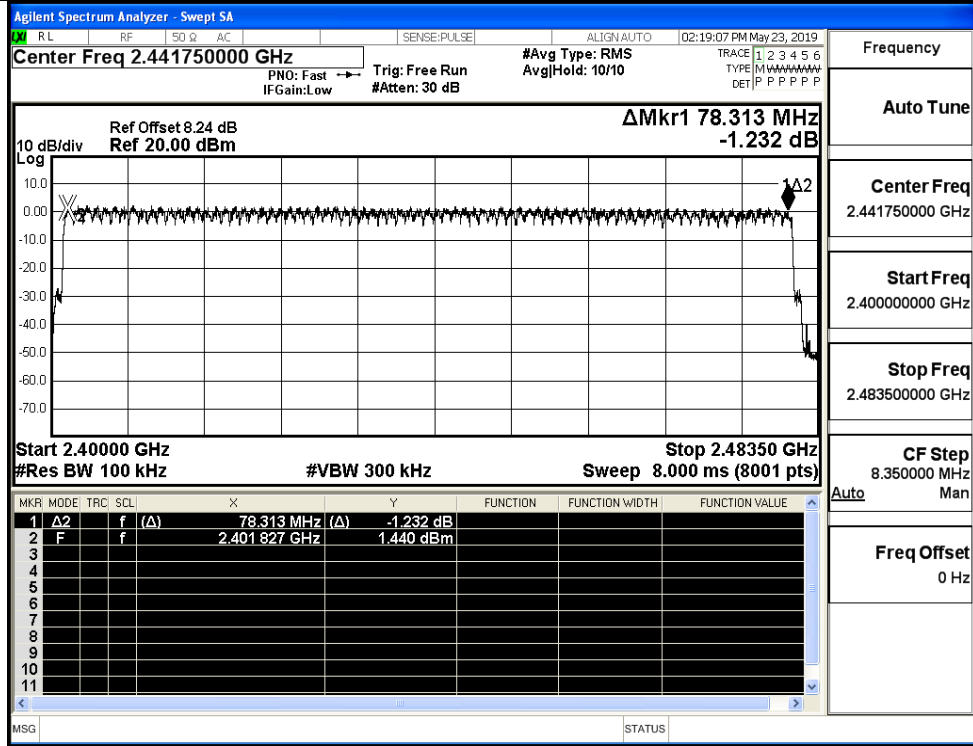 Agilent Spectrum Analyzer - Swept SA
LXI RL RF 50 Ω AC SENSE:PULSE ALIGN AUTO 02:19:07 PM May 23, 2019
Center Freq 2.441750000 GHz
PNO: Fast
IFGain:Low
Trig: Free Run
#Atten: 30 dB
#Avg Type: RMS
Avg|Hold: 10/10
TRACE 1 2 3 4 5 6
TYPE M WWWWW
DET P P P P P P
Ref Offset 8.24 dB
10 dB/div Ref 20.00 dBm
Log
ΔMkr1 78.313 MHz
-1.232 dB
10.0
0.00
-10.0
-20.0
-30.0
-40.0
-50.0
-60.0
-70.0
1Δ2
2
Start 2.40000 GHz Stop 2.48350 GHz
#Res BW 100 kHz #VBW 300 kHz Sweep 8.000 ms (8001 pts)
MKR MODE TRC SCL X Y FUNCTION FUNCTION WIDTH FUNCTION VALUE
1 Δ2 f (Δ) 78.313 MHz (Δ) -1.232 dB
2 F f 2.401 827 GHz 1.440 dBm
3
4
5
6
7
8
9
10
11
MSG STATUS
Frequency
Auto Tune
Center Freq
2.441750000 GHz
Start Freq
2.400000000 GHz
Stop Freq
2.483500000 GHz
CF Step
8.350000 MHz
Auto Man
Freq Offset
0 Hz